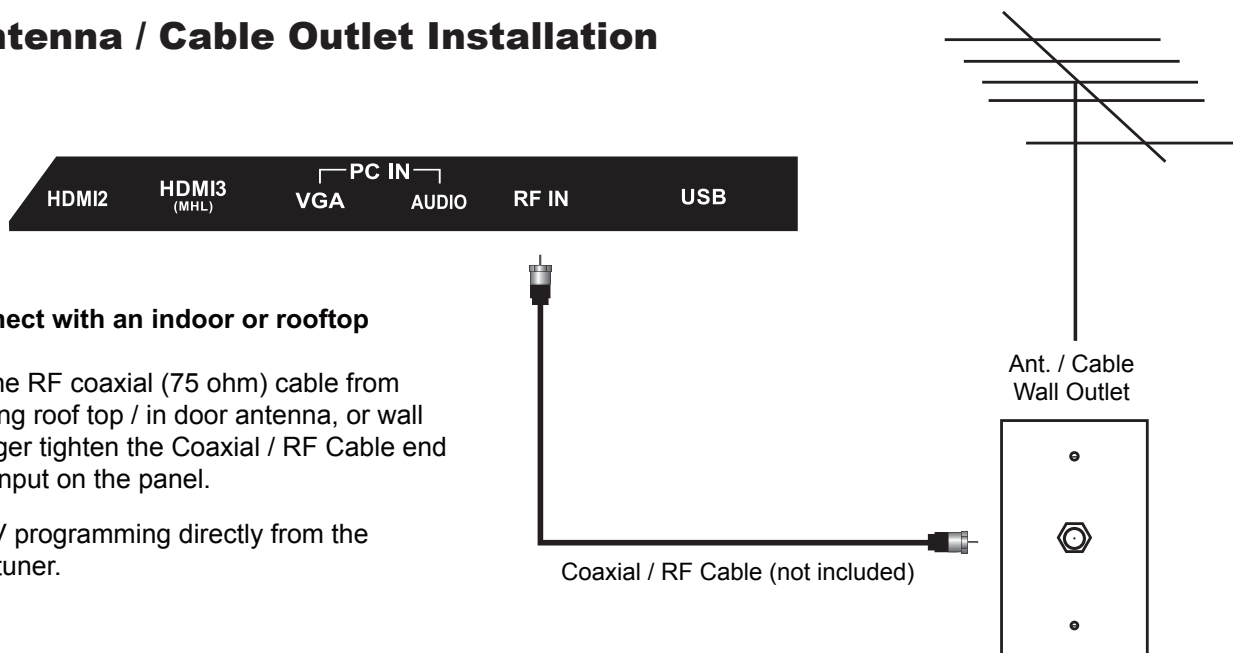 ntenna / Cable Outlet Installation
PC IN
HDMI2 HDMI3 VGA AUDIO RF IN USB
(MHL)
nect with an indoor or rooftop
ne RF coaxial (75 ohm) cable from
ng roof top / in door antenna, or wall
ger tighten the Coaxial / RF Cable end
nput on the panel.
V programming directly from the
tuner.
Ant. / Cable
Wall Outlet
Coaxial / RF Cable (not included)